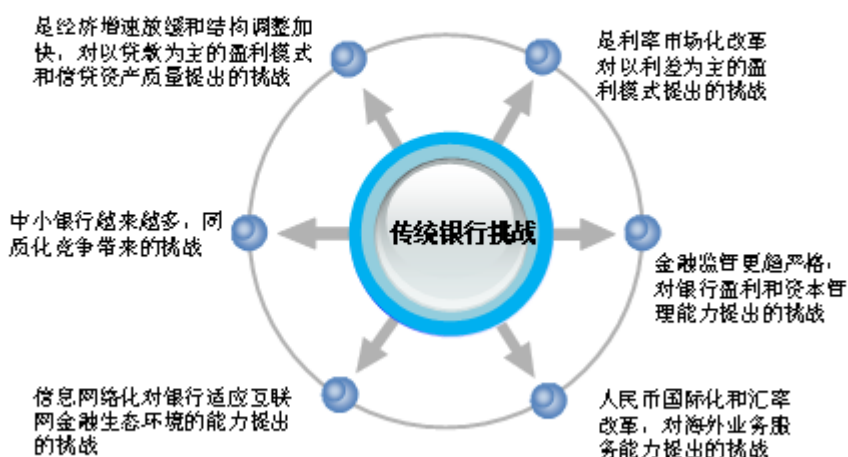 是经济增速放缓和结构调整加
快，对以贷款为主的盈利模式
和信贷资产质量提出的挑战
是利率市场化改革
对以利差为主的盈
利模式提出的挑战
中小银行越来越多，同
质化竞争带来的挑战
传统银行挑战
金融监管更趋严格，
对银行盈利和资本管
理能力提出的挑战
信息网络化对银行适应互联
网金融生态环境的能力提出
的挑战
人民币国际化和汇率
改革，对海外业务服
务能力提出的挑战